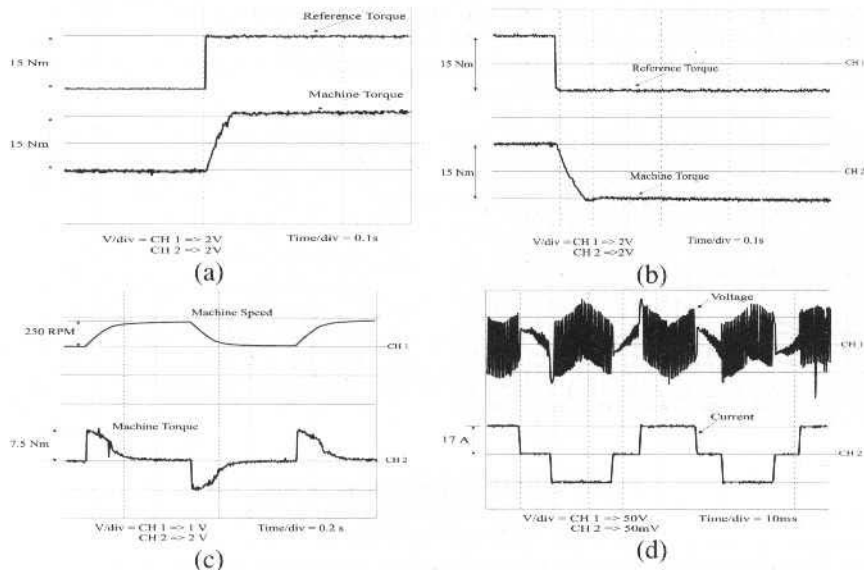 Reference Torque
15 Nm
Machine Torque
15 Nm
V/div = CH 1 => 2V
CH 2 => 2V
Time/div = 0.1s
(a)
15 Nm
CH 1
Reference Torque
15Nm
CH 2
Machine Torque
V/div = CH 1 => 2V
CH 2 =>2V
Time/div = 0.1s
(b)
Machine Speed
250 RPM
CH 1
Machine Torque
7.5 Nm
CH 2
V/div = CH 1 => 1 V
CH 2 => 2 V
Time/div = 0.2 s
(c)
Voltage
CH 1
Current
17 A
CH 2
V/div = CH 1 => 50V
CH 2 => 50mV
Time/div = 10ms
(d)